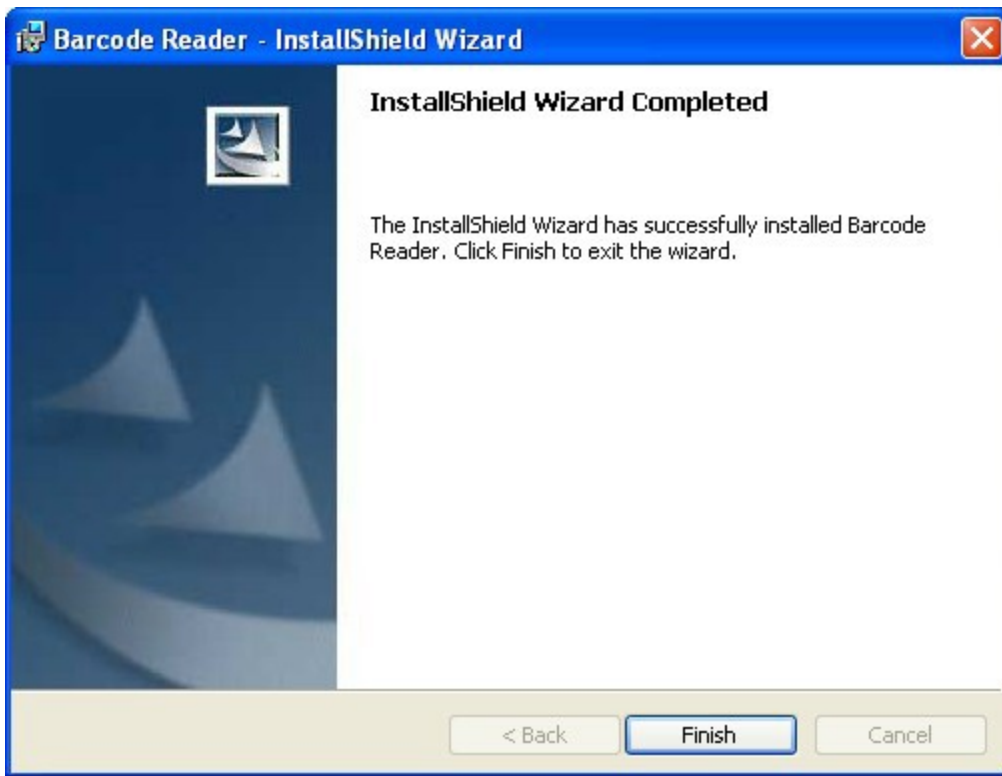 Barcode Reader - InstallShield Wizard
InstallShield Wizard Completed
The InstallShield Wizard has successfully installed Barcode
Reader. Click Finish to exit the wizard.
< Back
Finish
Cancel